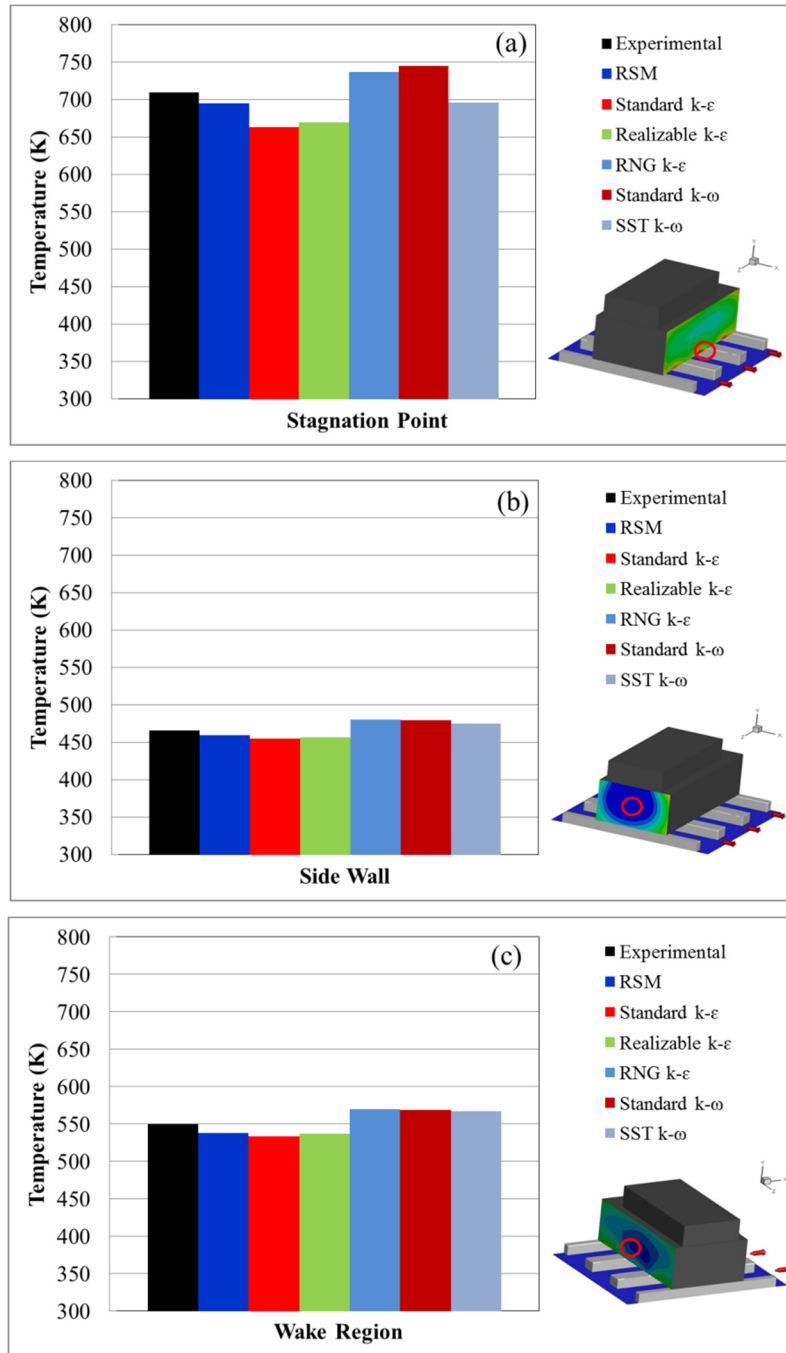 (a)
800
750
700
650
600
550
500
450
400
350
300
Temperature (K)
Stagnation Point
Experimental
RSM
Standard k-ε
Realizable k-ε
RNG k-ε
Standard k-ω
SST k-ω
Y
Z
X
(b)
800
750
700
650
600
550
500
450
400
350
300
Temperature (K)
Side Wall
Experimental
RSM
Standard k-ε
Realizable k-ε
RNG k-ε
Standard k-ω
SST k-ω
Y
Z
X
(c)
800
750
700
650
600
550
500
450
400
350
300
Temperature (K)
Wake Region
Experimental
RSM
Standard k-ε
Realizable k-ε
RNG k-ε
Standard k-ω
SST k-ω
Y
X
Z